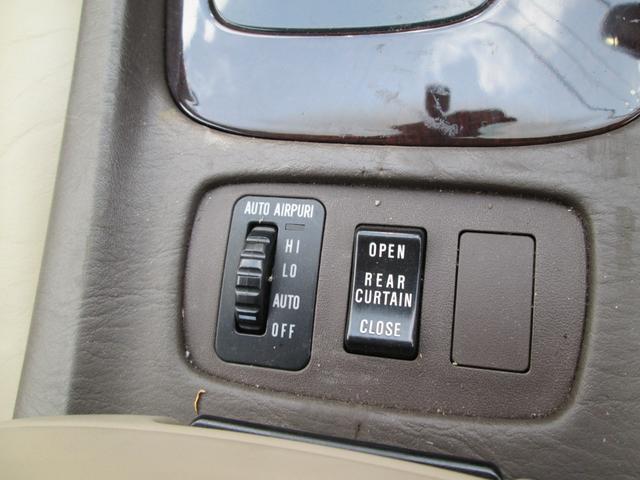 AUTO AIRPURI
HI
LO
AUTO
OFF
OPEN
REAR
CURTAIN
CLOSE